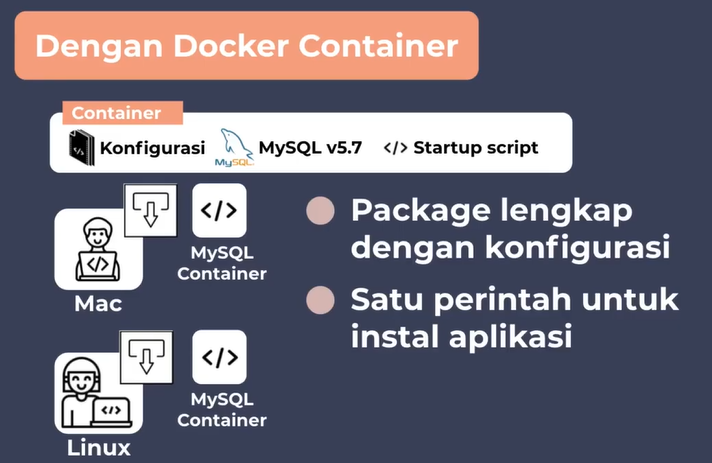 Dengan Docker Container
Container
Konfigurasi MySQL MySQL v5.7 </> Startup script
</>
MySQL
Container
</>
Mac
Package lengkap
dengan konfigurasi
Satu perintah untuk
instal aplikasi
</>
MySQL
Container
</>
Linux